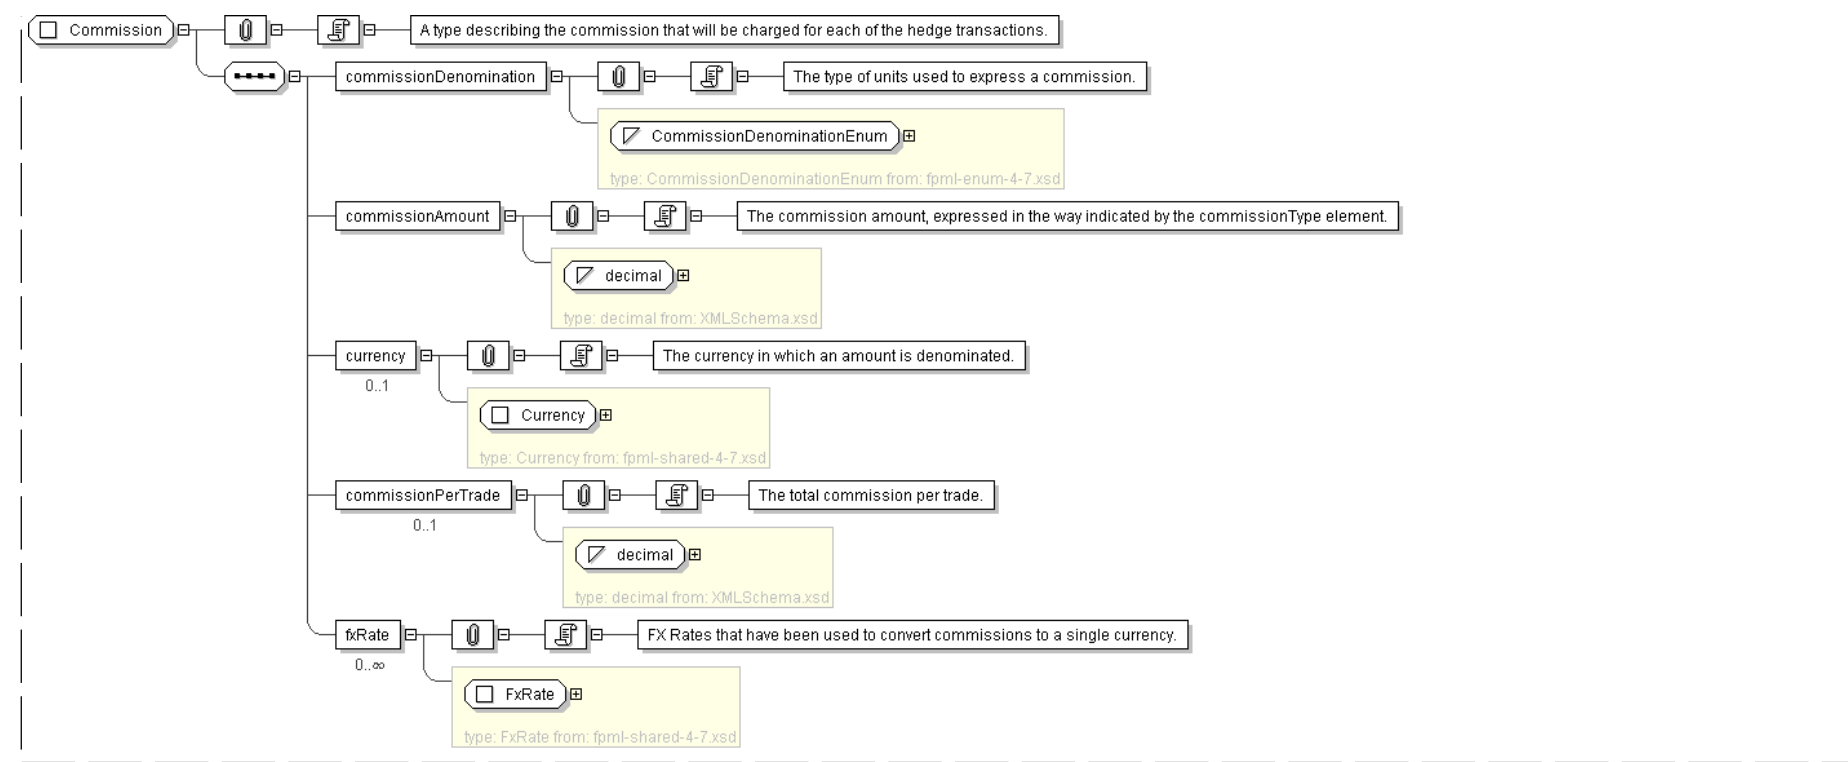 Commission
A type describing the commission that will be charged for each of the hedge transactions.
commissionDenomination
The type of units used to express a commission.
CommissionDenominationEnum
type: CommissionDenominationEnum from: fpml-enum-4-7.xsd
commissionAmount
The commission amount, expressed in the way indicated by the commissionType element.
decimal
type: decimal from: XMLSchema.xsd
currency
The currency in which an amount is denominated.
0..1
Currency
type: Currency from: fpml-shared-4-7.xsd
commissionPerTrade
The total commission per trade.
0..1
decimal
type: decimal from: XMLSchema.xsd
fxRate
FX Rates that have been used to convert commissions to a single currency.
0..∞
FxRate
type: FxRate from: fpml-shared-4-7.xsd